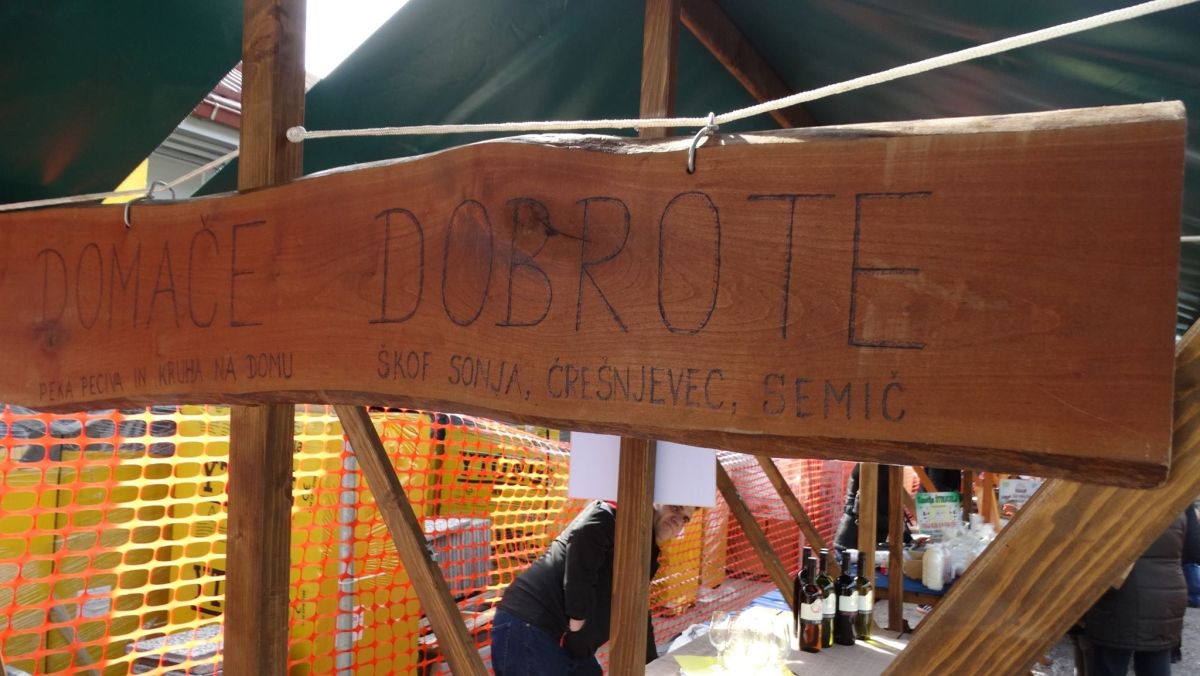 DOMAČE DOBROTE
PEKA PECIVA IN KRUHA NA DOMU
ŠKOF SONJA, ČREŠNJEVEC, SEMIČ